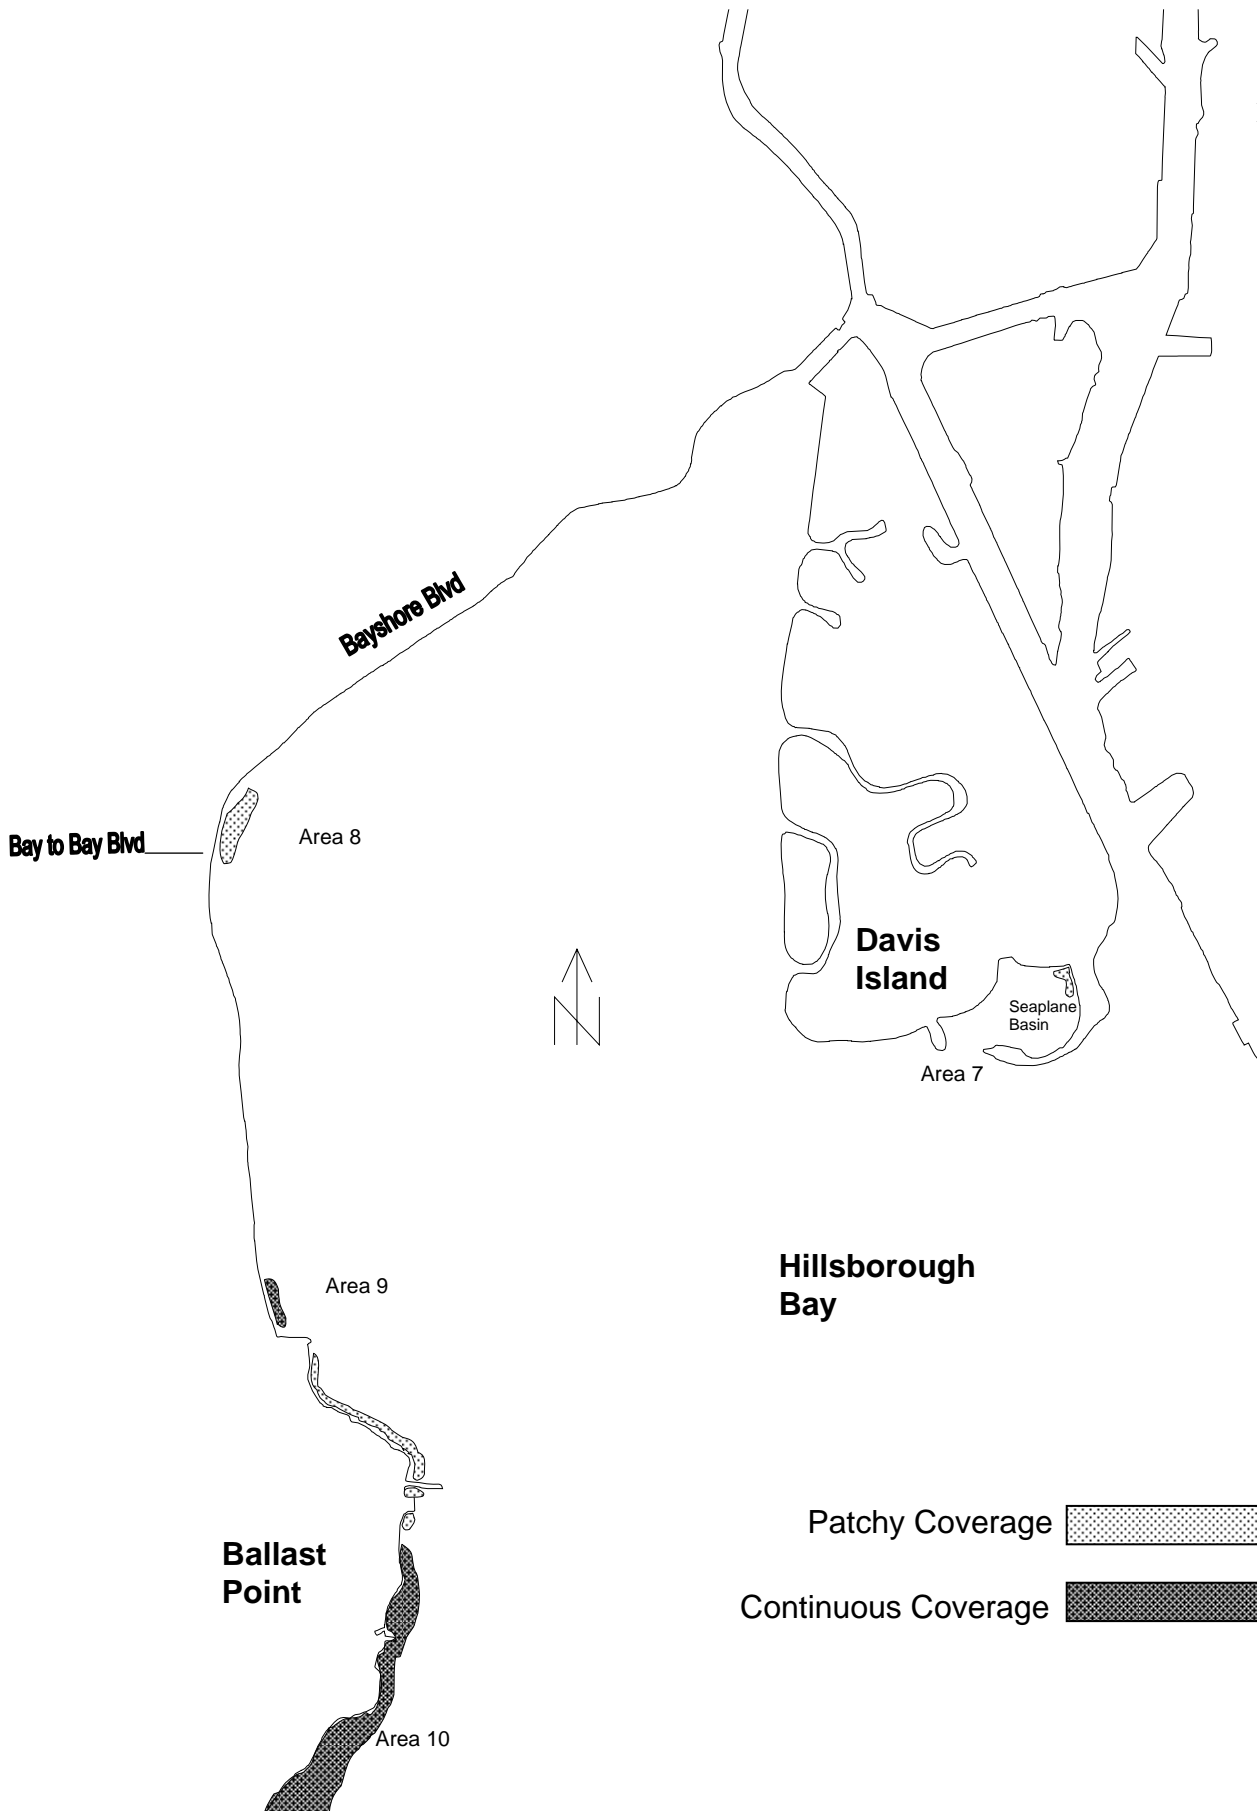 Bayshore Blvd
Bay to Bay Blvd
Area 8
Davis
Island
Seaplane
Basin
N
Area 7
Hillsborough
Bay
Area 9
Patchy Coverage
Ballast
Point
Continuous Coverage
Area 10